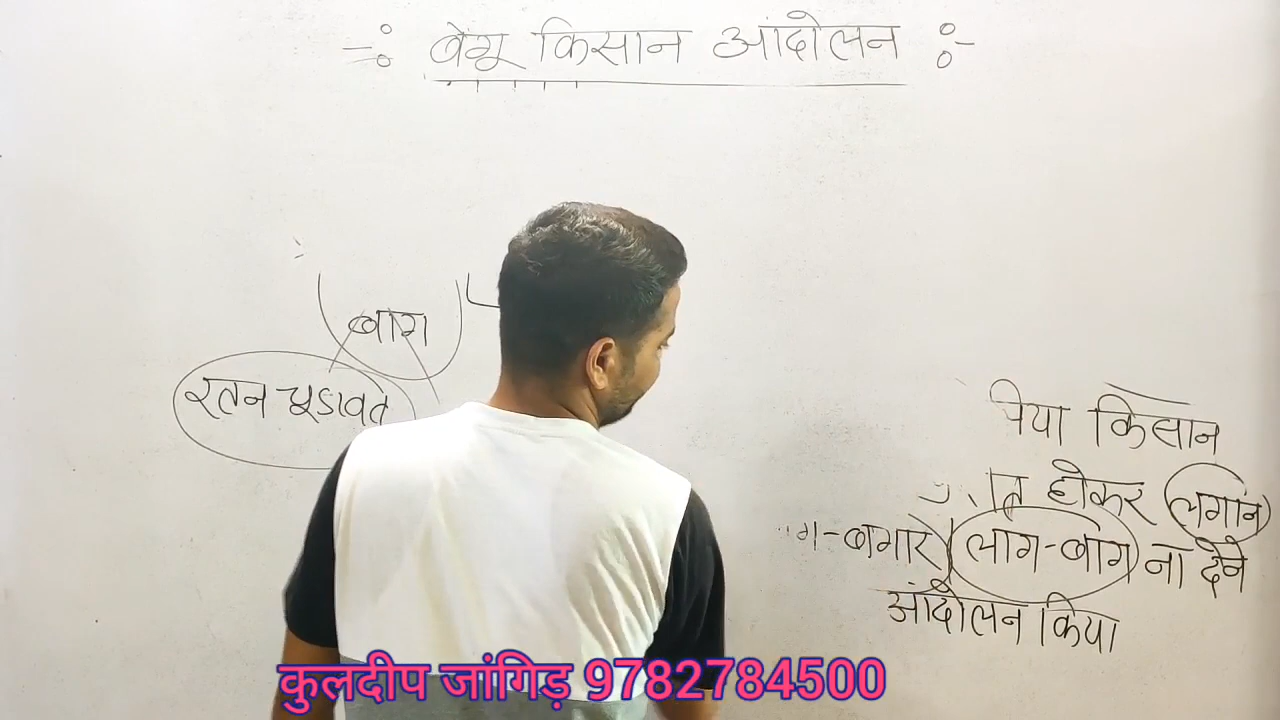 बेगू किसान आंदोलन
बाग
रतन चूडावत
किसान
होकर लगान
लाग-बाग ना देने
आंदोलन किया
कुलदीप जांगिड़ 9782784500